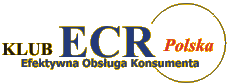 KLUB ECR Polska
Efektywna Obsługa Konsumenta